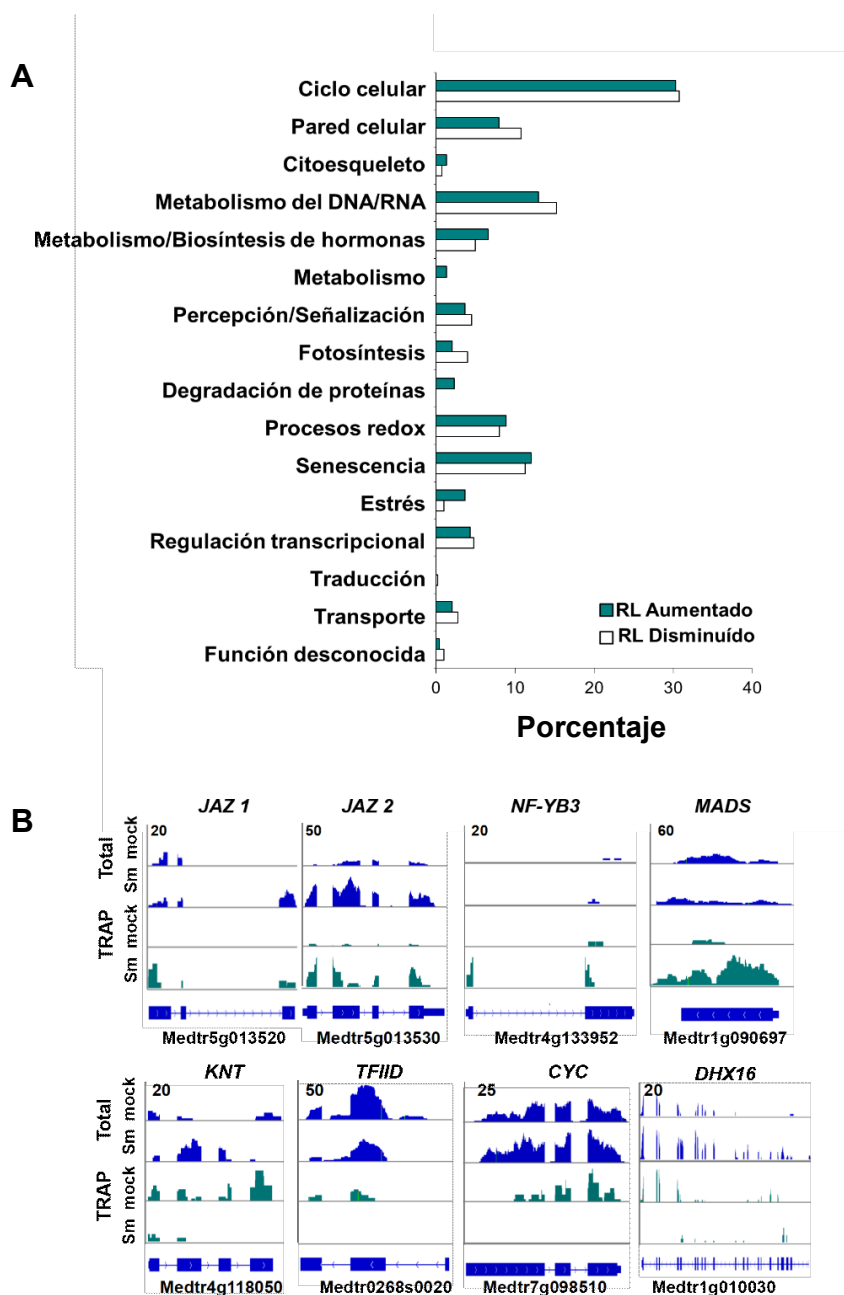 A
Ciclo celular
Pared celular
Citoesqueleto
Metabolismo del DNA/RNA
Metabolismo/Biosíntesis de hormonas
Metabolismo
Percepción/Señalización
Fotosíntesis
Degradación de proteínas
Procesos redox
Senescencia
Estrés
Regulación transcripcional
Traducción
Transporte
Función desconocida
RL Aumentado
RL Disminuído
0 10 20 30 40
Porcentaje
B
JAZ 1 JAZ 2 NF-YB3 MADS
20 50 20 60
Total
mock
Sm
TRAP
mock
Sm
Medtr5g013520 Medtr5g013530 Medtr4g133952 Medtr1g090697
KNT TFIID CYC DHX16
20 50 25 20
Total
mock
Sm
TRAP
mock
Sm
Medtr4g118050 Medtr0268s0020 Medtr7g098510 Medtr1g010030